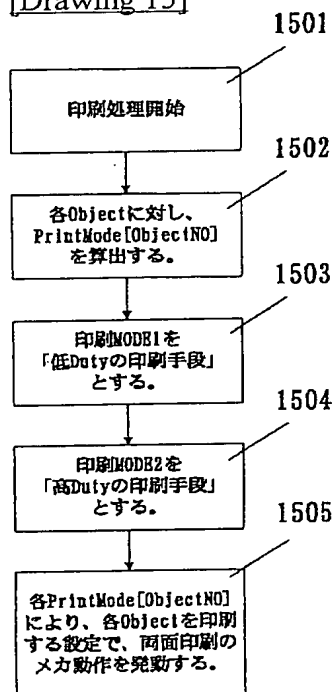 [Drawing 15]
1501
印刷処理開始
1502
各Objectに対し、
PrintMode[ObjectNO]
を算出する。
1503
印刷MODE1を
「低Dutyの印刷手段」
とする。
1504
印刷MODE2を
「高Dutyの印刷手段」
とする。
1505
各PrintMode[ObjectNO]
により、各Objectを印刷
する設定で、両面印刷の
メカ動作を発動する。